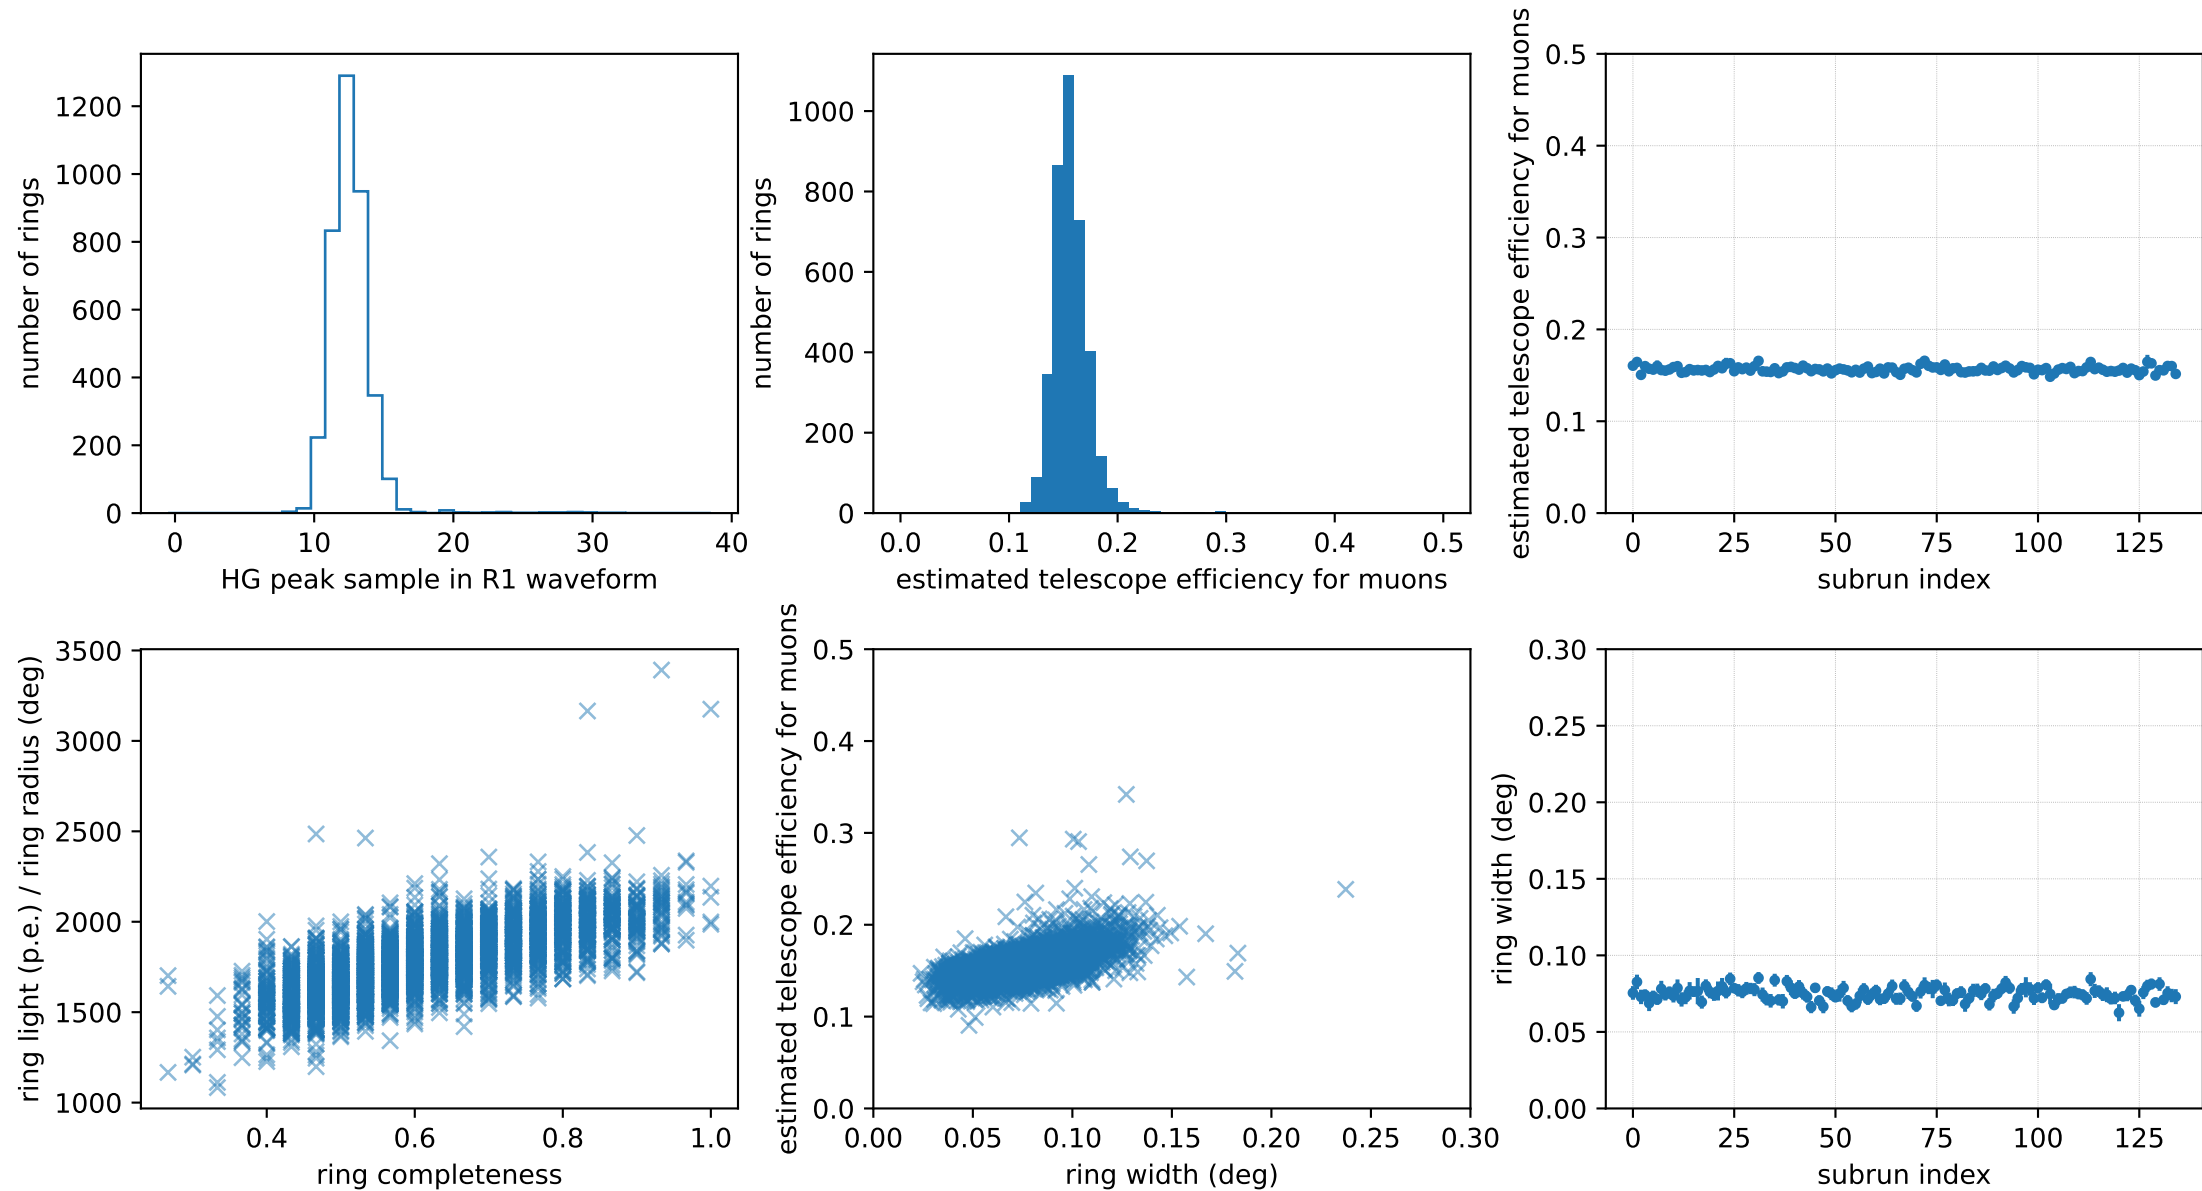 number of rings
1200
1000
800
600
400
200
0
0 10 20 30 40
HG peak sample in R1 waveform
number of rings
1000
800
600
400
200
0
0.0 0.1 0.2 0.3 0.4 0.5
estimated telescope efficiency for muons
estimated telescope efficiency for muons
0.5
0.4
0.3
0.2
0.1
0.0
0 25 50 75 100 125
subrun index
ring light (p.e.) / ring radius (deg)
3500
3000
2500
2000
1500
1000
0.4 0.6 0.8 1.0
ring completeness
estimated telescope efficiency for muons
0.5
0.4
0.3
0.2
0.1
0.0
0.00 0.05 0.10 0.15 0.20 0.25 0.30
ring width (deg)
ring width (deg)
0.30
0.25
0.20
0.15
0.10
0.05
0.00
0 25 50 75 100 125
subrun index